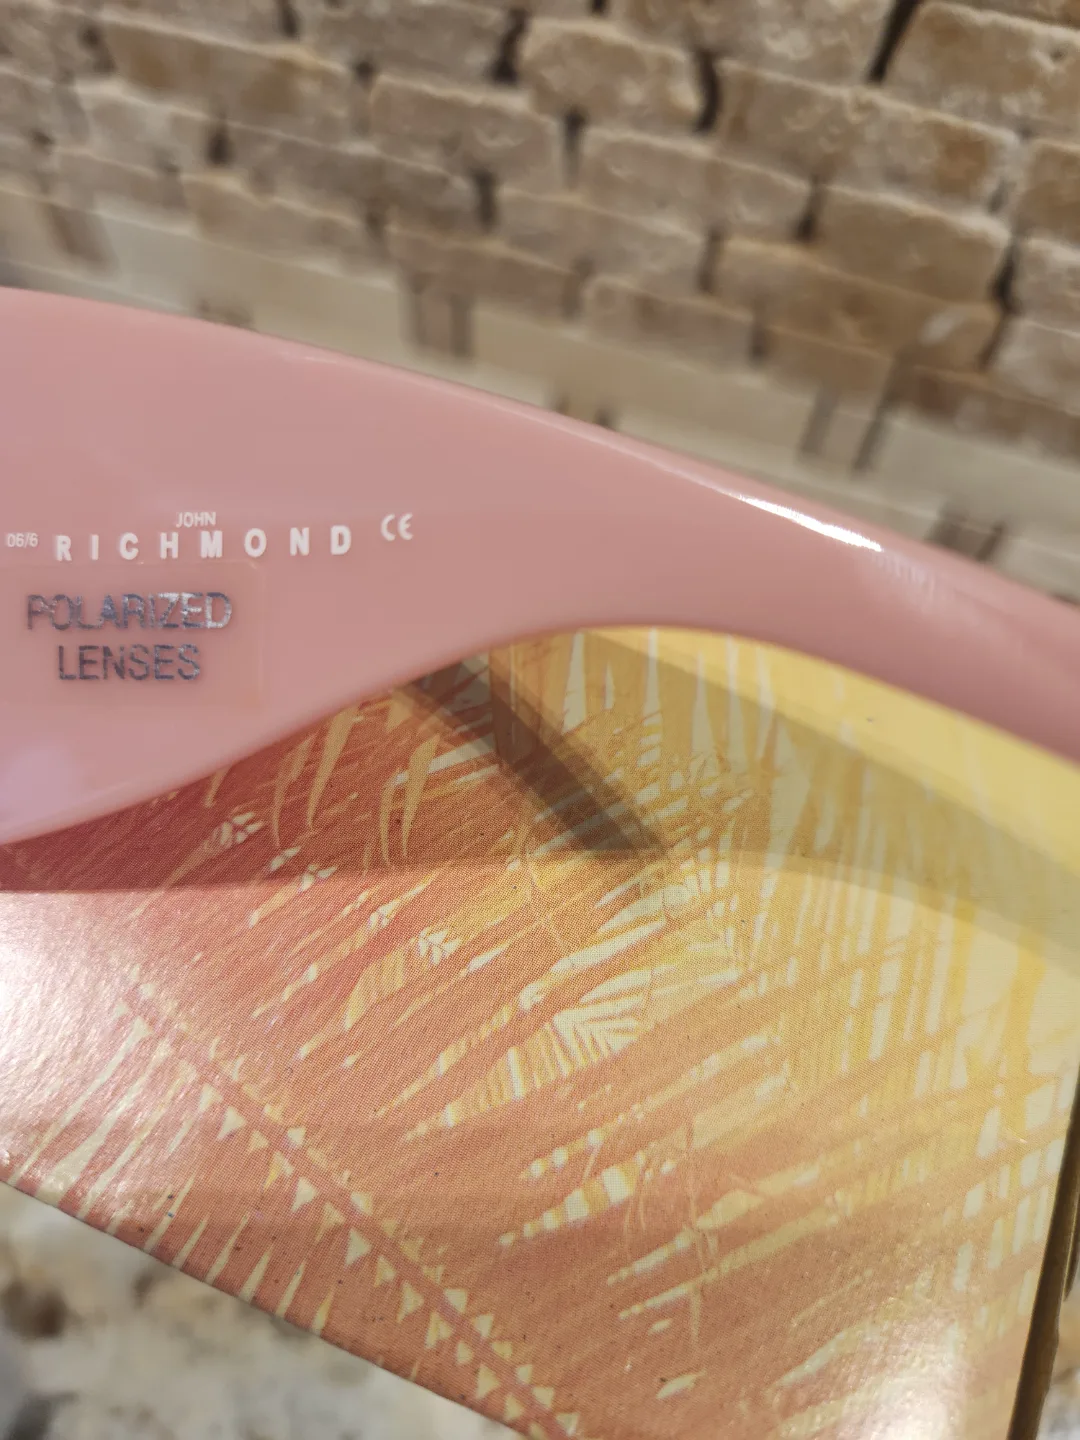 JOHN
06/6 RICHMOND CE
POLARIZED
LENSES